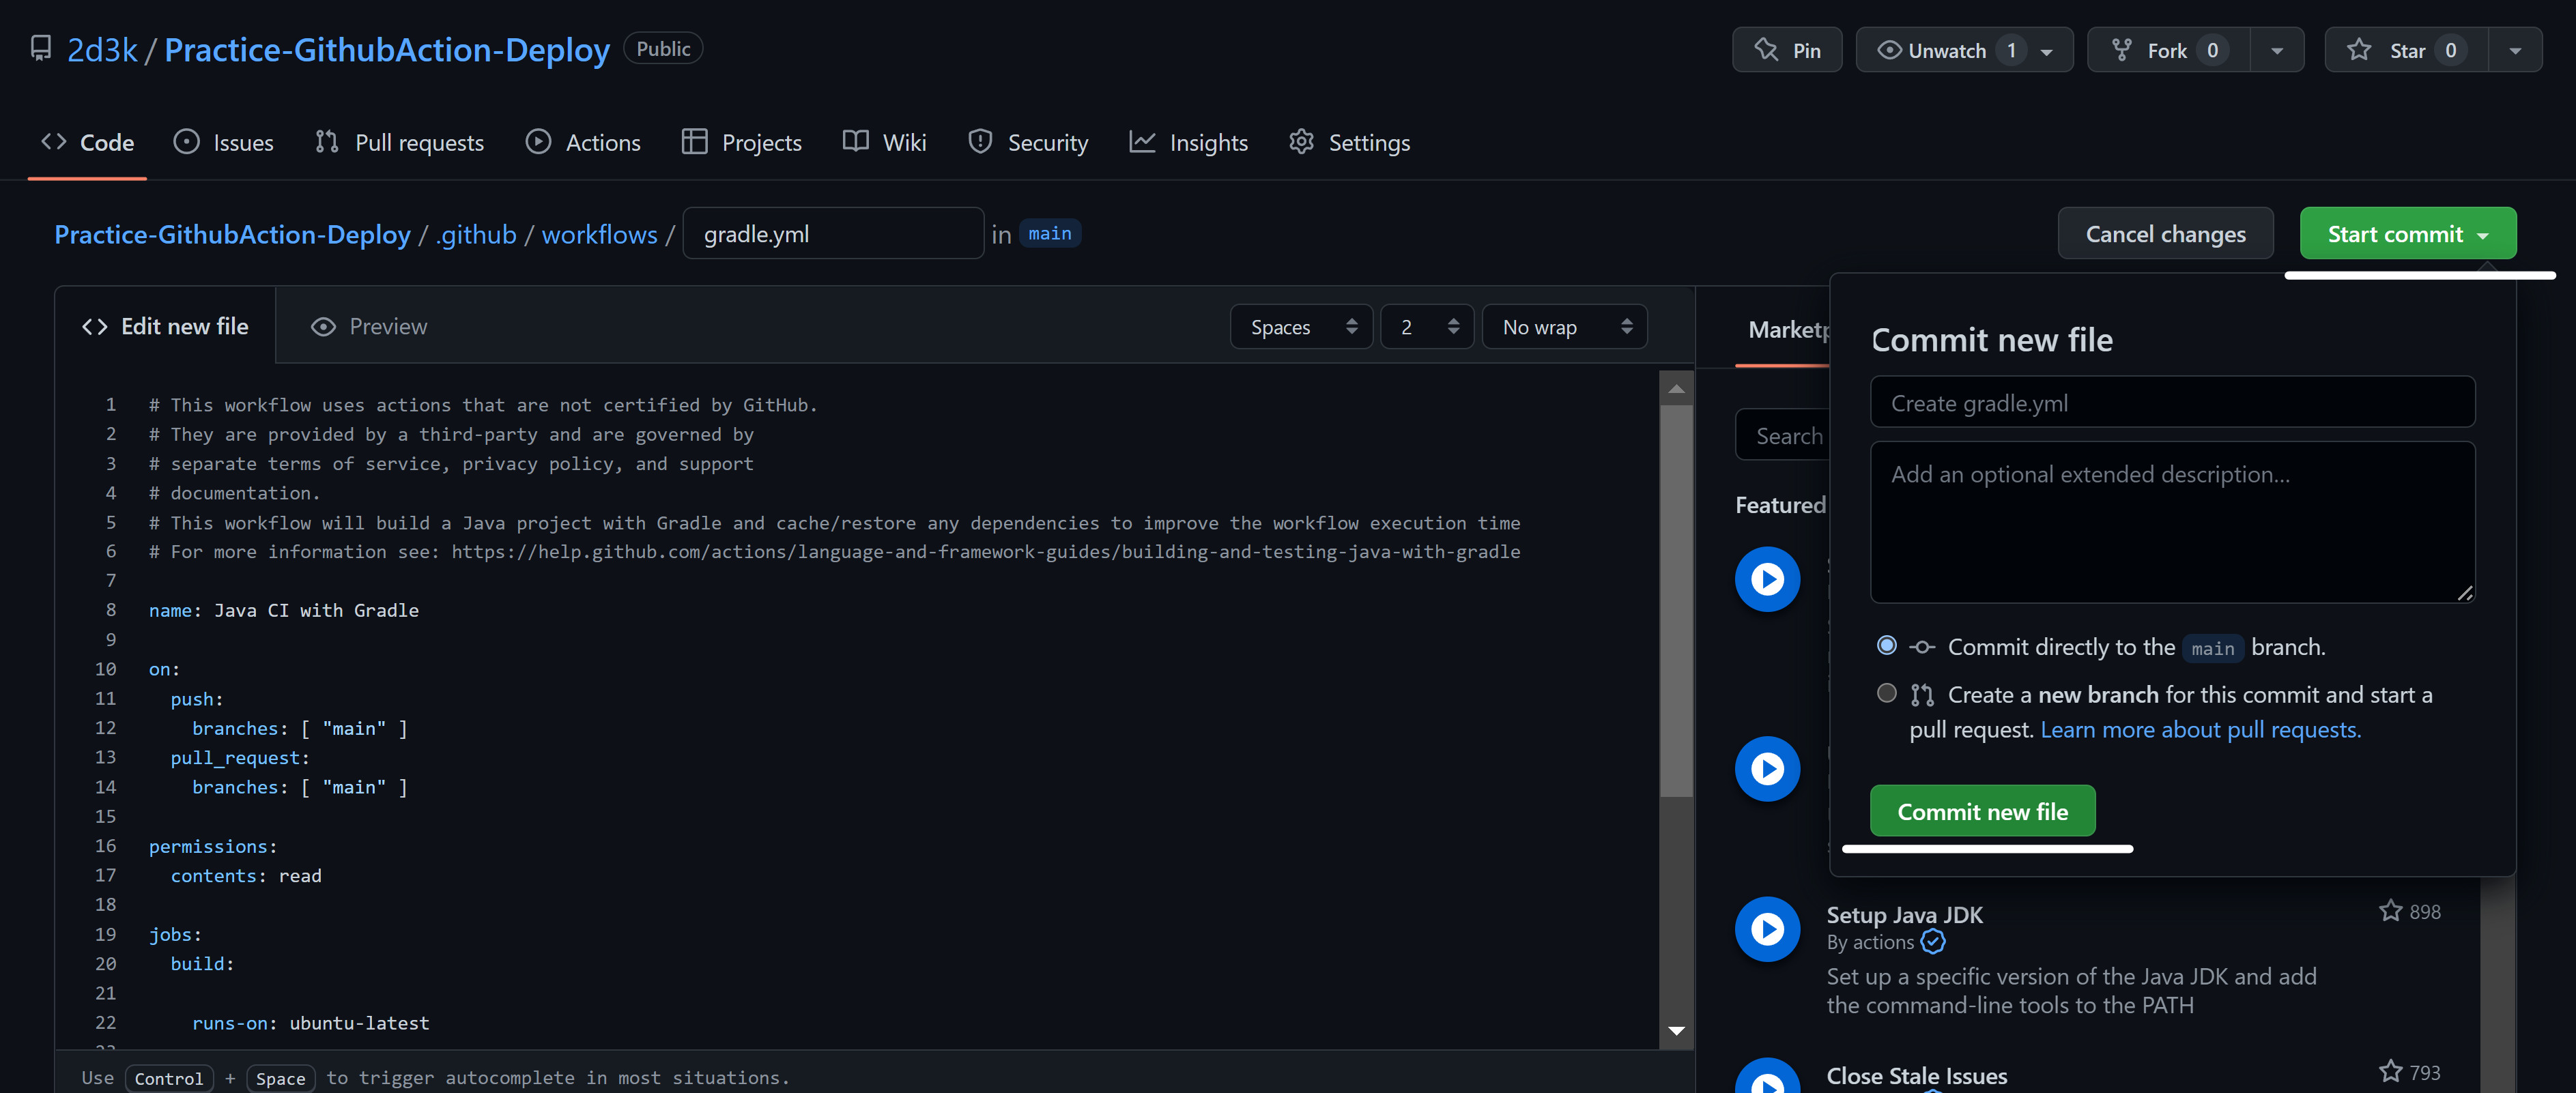 2d3k / Practice-GithubAction-Deploy Public
Pin
Unwatch 1
Fork 0
Star 0
Code
Issues
Pull requests
Actions
Projects
Wiki
Security
Insights
Settings
Practice-GithubAction-Deploy / .github / workflows / gradle.yml in main
Cancel changes
Start commit
Edit new file
Preview
Spaces
2
No wrap
1 # This workflow uses actions that are not certified by GitHub.
2 # They are provided by a third-party and are governed by
3 # separate terms of service, privacy policy, and support
4 # documentation.
5 # This workflow will build a Java project with Gradle and cache/restore any dependencies to improve the workflow execution time
6 # For more information see: https://help.github.com/actions/language-and-framework-guides/building-and-testing-java-with-gradle
7
8 name: Java CI with Gradle
9
10 on:
11 push:
12 branches: [ "main" ]
13 pull_request:
14 branches: [ "main" ]
15
16 permissions:
17 contents: read
18
19 jobs:
20 build:
21
22 runs-on: ubuntu-latest
Use Control + Space to trigger autocomplete in most situations.
Search
Featured
Commit new file
Create gradle.yml
Add an optional extended description...
Commit directly to the main branch.
Create a new branch for this commit and start a
pull request. Learn more about pull requests.
Commit new file
Setup Java JDK
898
By actions
Set up a specific version of the Java JDK and add
the command-line tools to the PATH
Close Stale Issues
793